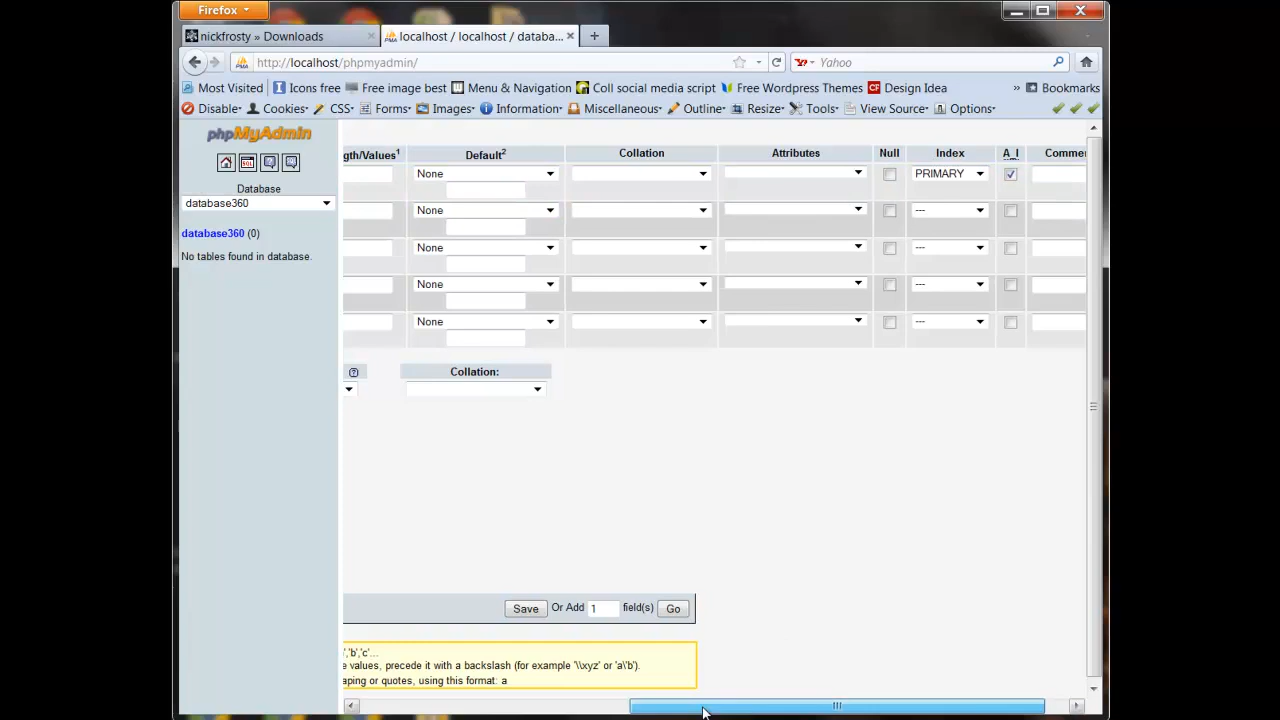 Firefox
nickfrosty » Downloads
localhost / localhost / databa...
http://localhost/phpmyadmin/
Yahoo
Most Visited
Icons free
Free image best
Menu & Navigation
Coll social media script
Free Wordpress Themes
CF Design Idea
»
Bookmarks
Disable
Cookies
CSS
Forms
Images
Information
Miscellaneous
Outline
Resize
Tools
View Source
Options
phpMyAdmin
SQL
Database
database360
database360 (0)
No tables found in database.
gth/Values1
Default2
Collation
Attributes
Null
Index
A_I
Comme
None
PRIMARY
None
---
None
---
None
---
None
---
Collation:
Save
Or Add
1
field(s)
Go
','b','c'...
e values, precede it with a backslash (for example '\\xyz' or 'a\'b').
aping or quotes, using this format: a